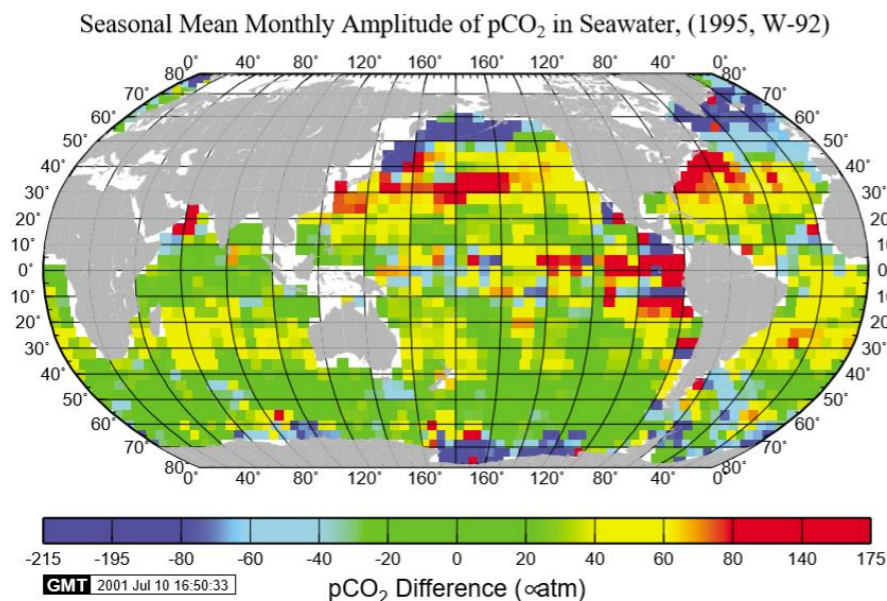 Seasonal Mean Monthly Amplitude of pCO₂ in Seawater, (1995, W-92)
0° 40° 80° 120° 160° 160° 120° 80° 40° 0°
80° 80°
70° 70°
60° 60°
50° 50°
40° 40°
30° 30°
20° 20°
10° 10°
0° 0°
10° 10°
20° 20°
30° 30°
40° 40°
50° 50°
60° 60°
70° 70°
80° 80°
0° 40° 80° 120° 160° 160° 120° 80° 40° 0°
-215 -195 -80 -60 -40 -20 0 20 40 60 80 140 175
GMT 2001 Jul 10 16:50:33
pCO₂ Difference (∝atm)